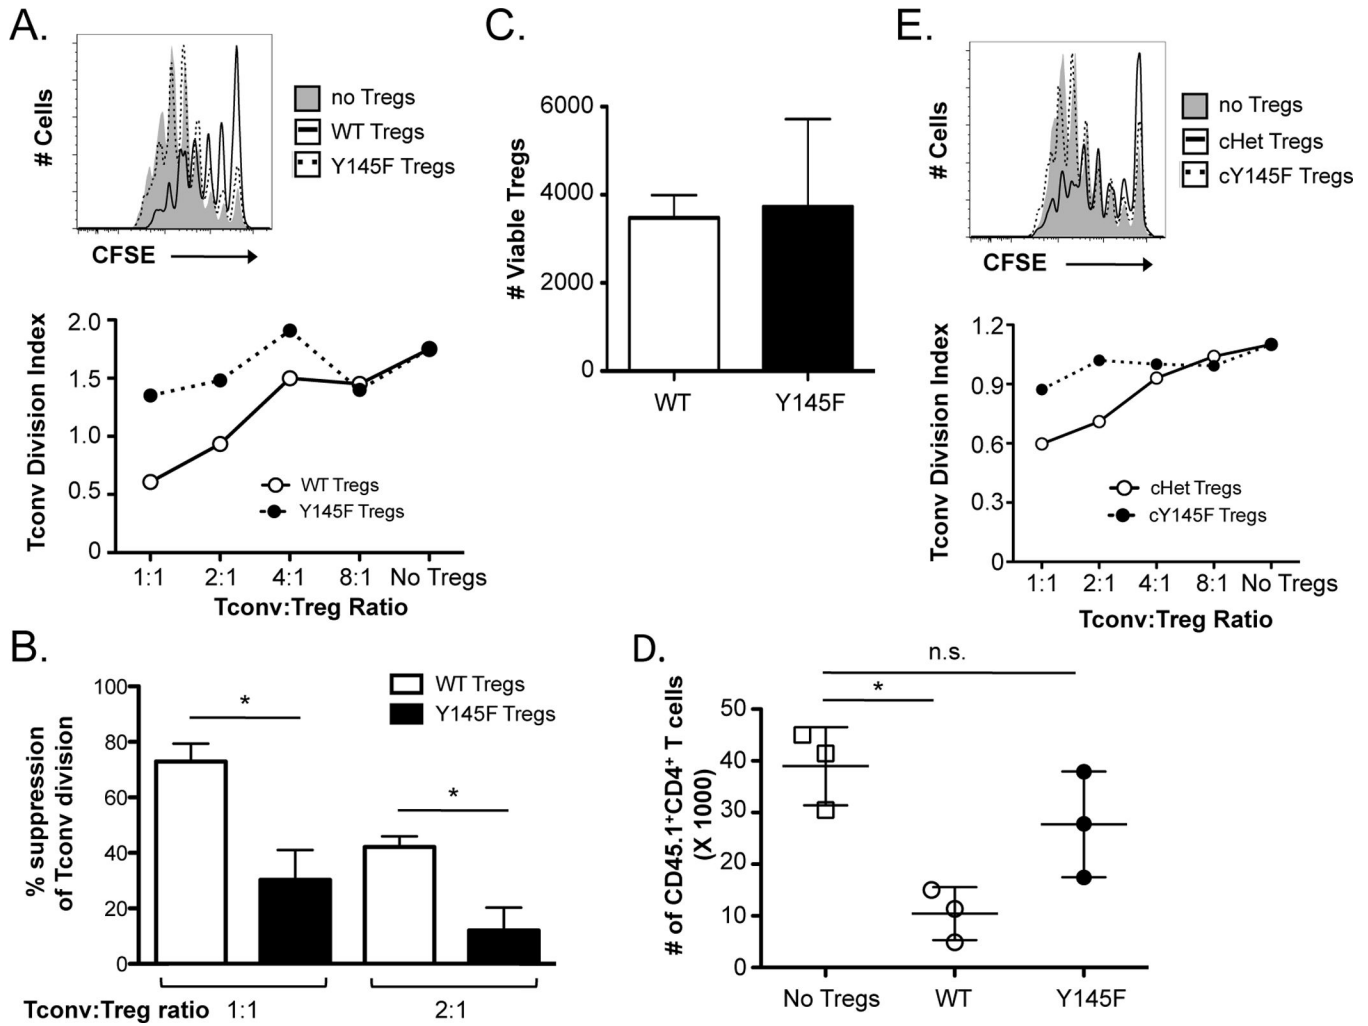 A.
# Cells
CFSE
no Tregs
WT Tregs
Y145F Tregs
Tconv Division Index
2.0
1.5
1.0
0.5
0
WT Tregs
Y145F Tregs
1:1 2:1 4:1 8:1 No Tregs
Tconv:Treg Ratio
C.
# Viable Tregs
6000
4000
2000
0
WT Y145F
E.
# Cells
CFSE
no Tregs
cHet Tregs
cY145F Tregs
Tconv Division Index
1.2
0.9
0.6
0.3
0
cHet Tregs
cY145F Tregs
1:1 2:1 4:1 8:1 No Tregs
Tconv:Treg Ratio
B.
% suppression
of Tconv division
100
80
60
40
20
0
*
*
WT Tregs
Y145F Tregs
Tconv:Treg ratio 1:1 2:1
D.
# of CD45.1⁺CD4⁺ T cells
(X 1000)
n.s.
*
50
40
30
20
10
0
No Tregs WT Y145F